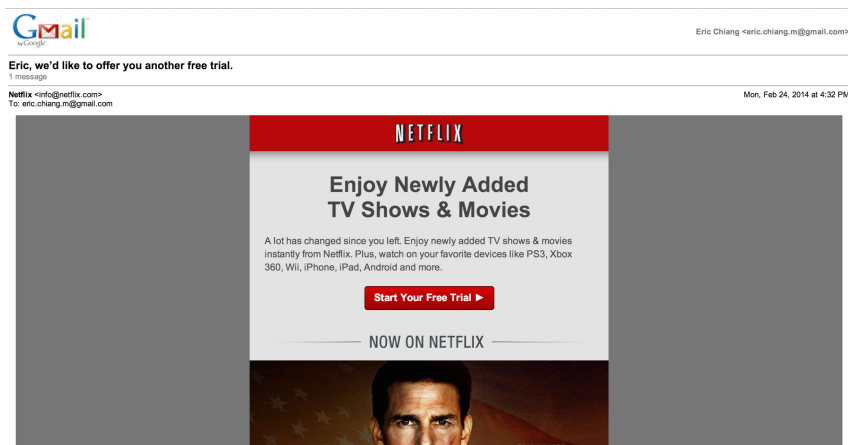 Gmail
by Google
Eric Chiang <eric.chiang.m@gmail.com>
Eric, we'd like to offer you another free trial.
1 message
Netflix <info@netflix.com>
Mon, Feb 24, 2014 at 4:32 PM
To: eric.chiang.m@gmail.com
NETFLIX
Enjoy Newly Added
TV Shows & Movies
A lot has changed since you left. Enjoy newly added TV shows & movies
instantly from Netflix. Plus, watch on your favorite devices like PS3, Xbox
360, Wii, iPhone, iPad, Android and more.
Start Your Free Trial ►
NOW ON NETFLIX